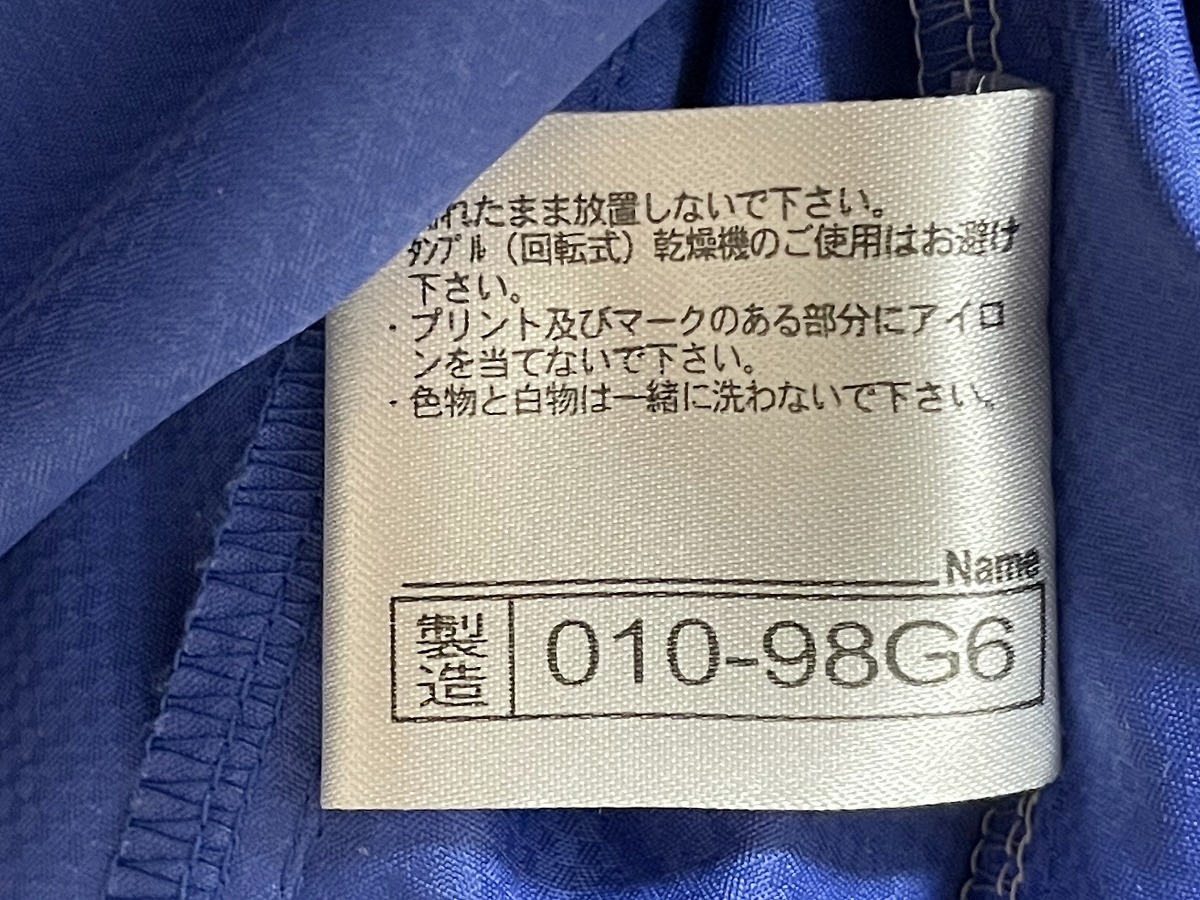 れたまま放置しないで下さい。
ﾀﾝﾌﾞﾙ（回転式）乾燥機のご使用はお避け
下さい。
・プリント及びマークのある部分にアイロ
ンを当てないで下さい。
・色物と白物は一緒に洗わないで下さい。
Name
製造 010-98G6